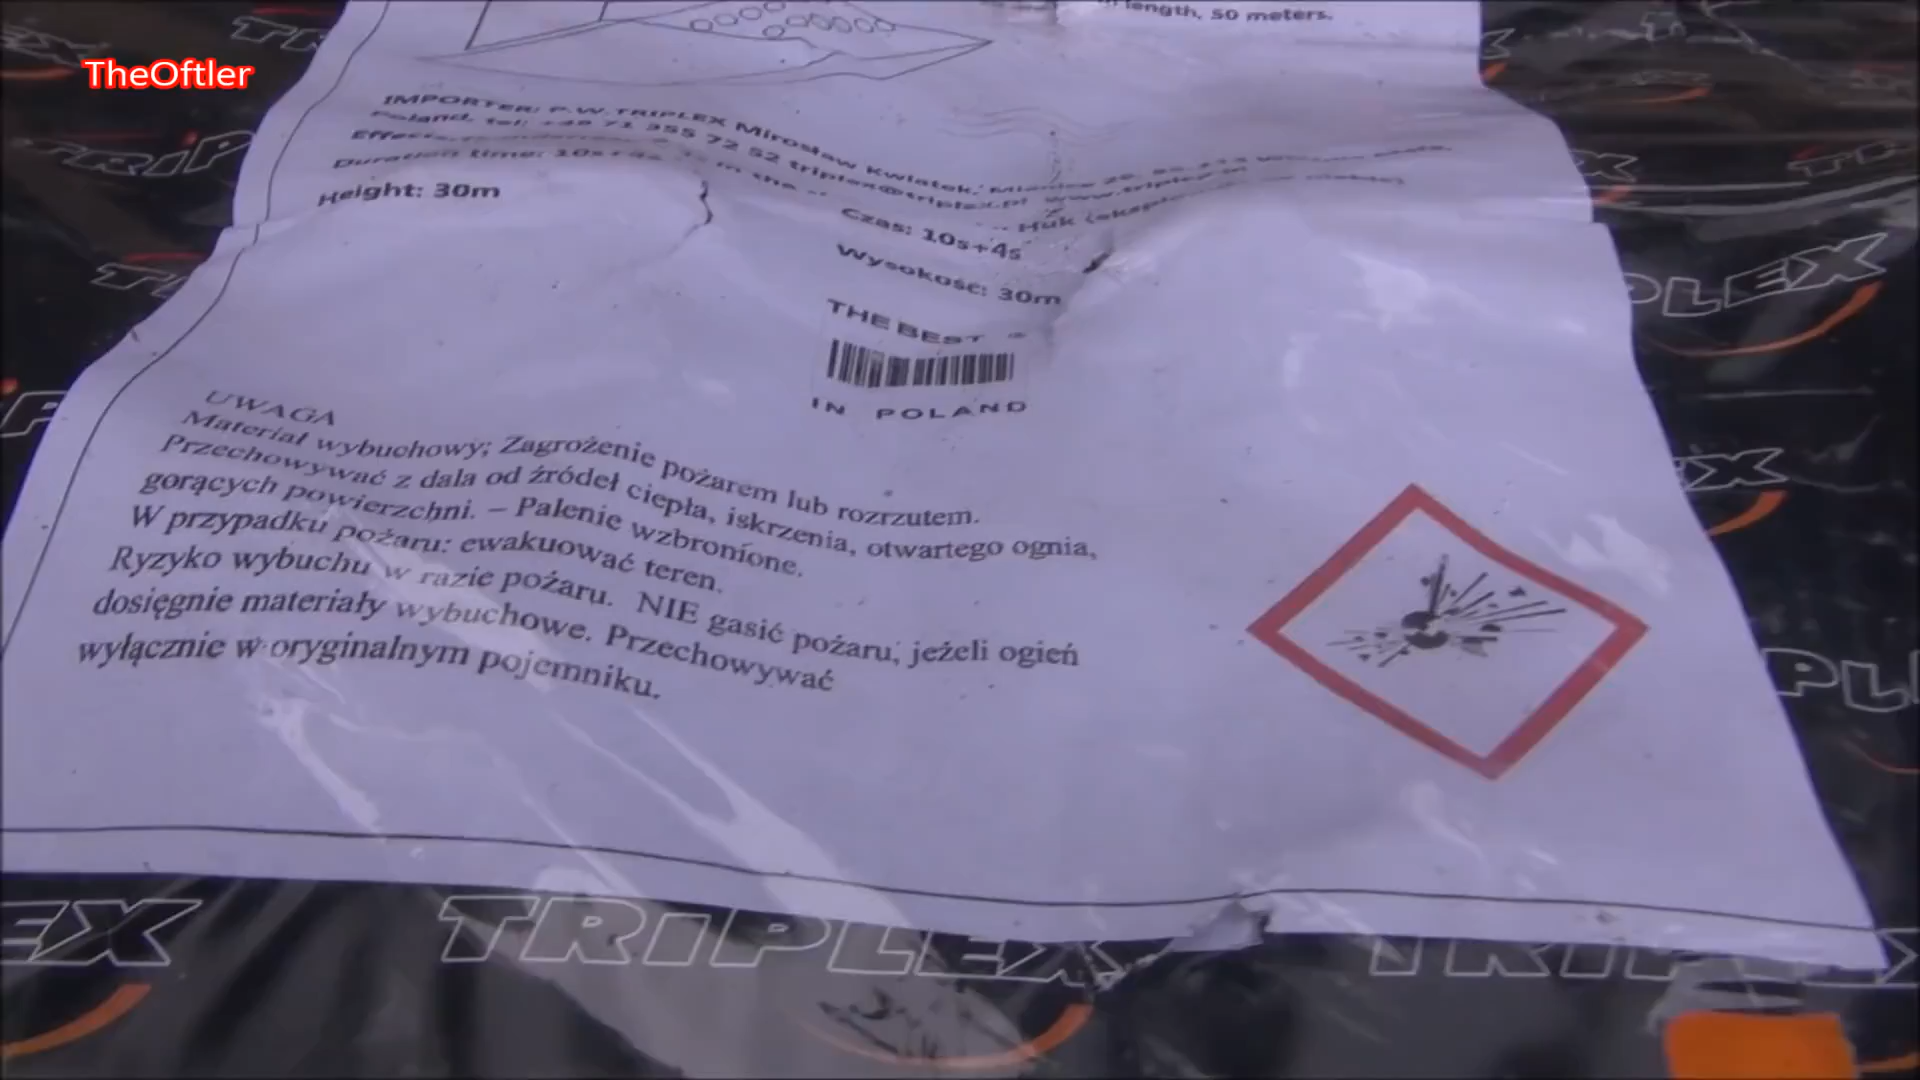 TheOftler
length, 50 meters.
IMPORTER: P.W.TRIPLEX Mirosław Kwiatek,
Poland, tel: +48 71 355 72 52 triplex@triplex.pl www.triplex.pl
Duration time: 10s+4s
Height: 30m
Huk
Czas: 10s+4s
Wysokość: 30m
THE BEST
IN POLAND
UWAGA
Materiał wybuchowy; Zagrożenie pożarem lub rozrzutem.
Przechowywać z dala od źródeł ciepła, iskrzenia, otwartego ognia,
gorących powierzchni. – Palenie wzbronione.
W przypadku pożaru: ewakuować teren.
Ryzyko wybuchu w razie pożaru. NIE gasić pożaru, jeżeli ogień
dosięgnie materiały wybuchowe. Przechowywać
wyłącznie w oryginalnym pojemniku.
PLEX
EX
TRIPLEX
TRIPLEX